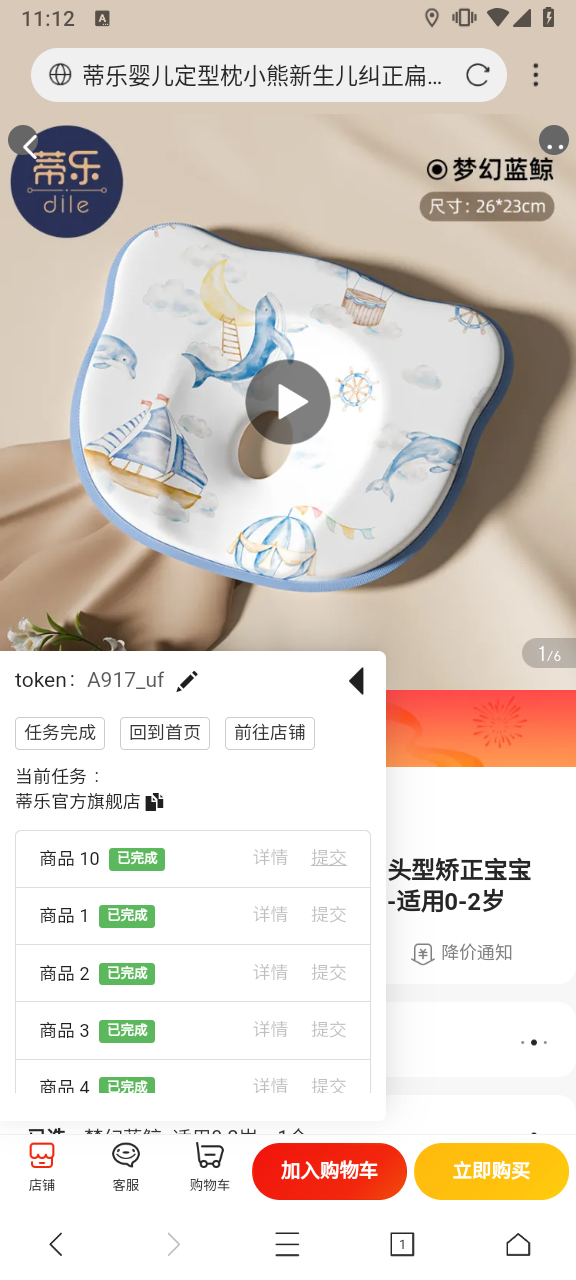 11:12
A
蒂乐婴儿定型枕小熊新生儿纠正扁...
蒂乐
dile
梦幻蓝鲸
尺寸：26*23cm
1/6
token： A917_uf
任务完成 回到首页 前往店铺
当前任务：
蒂乐官方旗舰店
商品 10 已完成 详情 提交
商品 1 已完成 详情 提交
商品 2 已完成 详情 提交
商品 3 已完成 详情 提交
商品 4 已完成 详情 提交
头型矫正宝宝
-适用0-2岁
降价通知
店铺 客服 购物车 加入购物车 立即购买
1